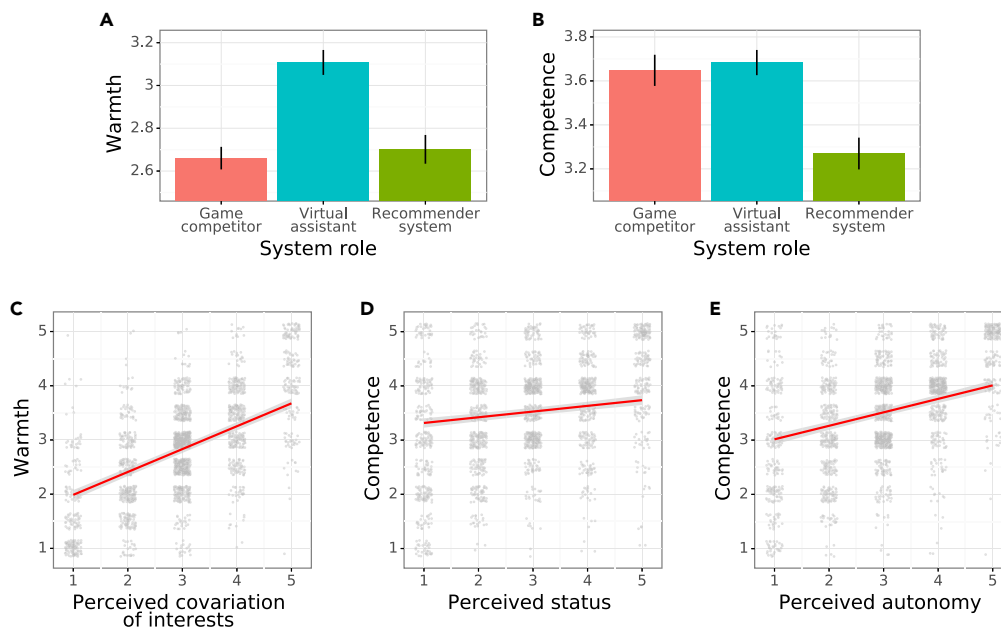 A
3.2
3
2.8
2.6
Warmth
Game
competitor
Virtual
assistant
Recommender
system
System role
B
3.8
3.6
3.4
3.2
Competence
Game
competitor
Virtual
assistant
Recommender
system
System role
C
5
4
3
2
1
Warmth
1 2 3 4 5
Perceived covariation
of interests
D
5
4
3
2
1
Competence
1 2 3 4 5
Perceived status
E
5
4
3
2
1
Competence
1 2 3 4 5
Perceived autonomy